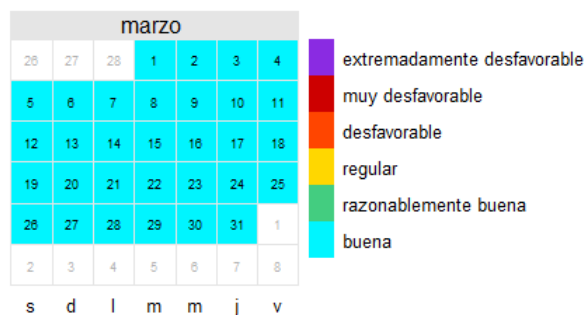 marzo
26 27 28 1 2 3 4
5 6 7 8 9 10 11
12 13 14 15 16 17 18
19 20 21 22 23 24 25
26 27 28 29 30 31 1
2 3 4 5 6 7 8
s d l m m j v
extremadamente desfavorable
muy desfavorable
desfavorable
regular
razonablemente buena
buena